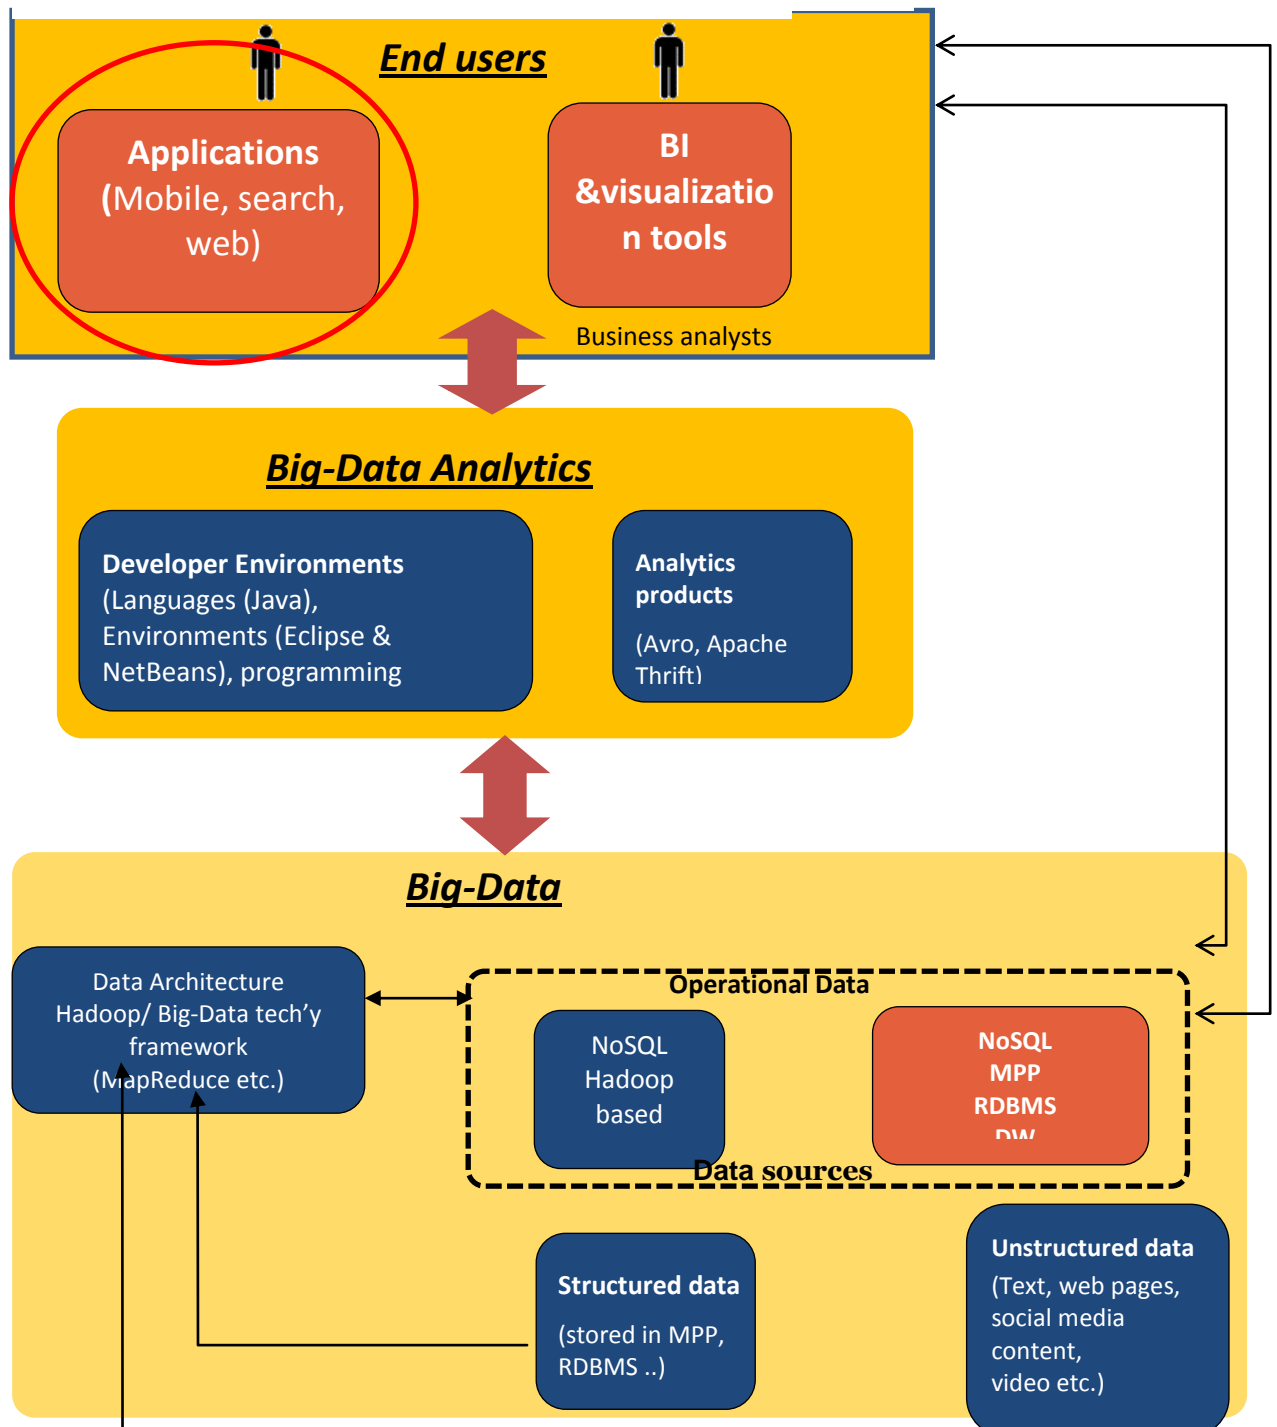 End users
Applications
(Mobile, search,
web)
BI
&visualizatio
n tools
Business analysts
Big-Data Analytics
Developer Environments
(Languages (Java),
Environments (Eclipse &
NetBeans), programming
Analytics
products
(Avro, Apache
Thrift)
Big-Data
Data Architecture
Hadoop/ Big-Data tech’y
framework
(MapReduce etc.)
Operational Data
NoSQL
Hadoop
based
NoSQL
MPP
RDBMS
DW
Data sources
Structured data
(stored in MPP,
RDBMS ..)
Unstructured data
(Text, web pages,
social media
content,
video etc.)